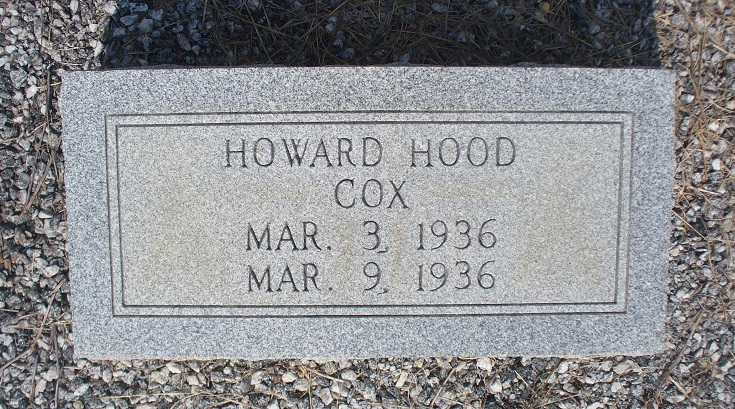 HOWARD HOOD
COX
MAR. 3, 1936
MAR. 9, 1936